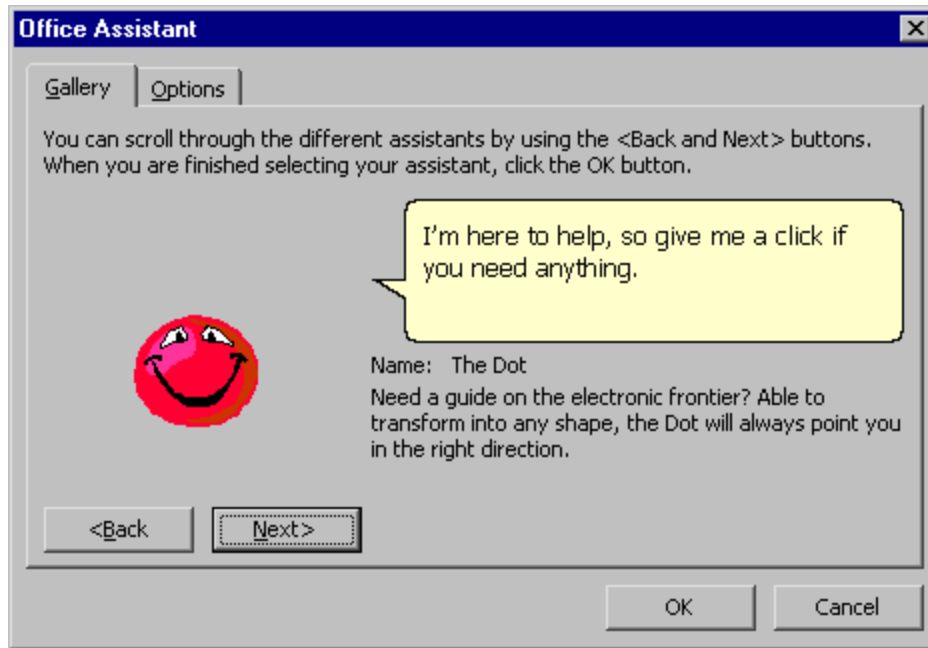 Office Assistant
Gallery
Options
You can scroll through the different assistants by using the <Back and Next> buttons.
When you are finished selecting your assistant, click the OK button.
I'm here to help, so give me a click if
you need anything.
Name: The Dot
Need a guide on the electronic frontier? Able to
transform into any shape, the Dot will always point you
in the right direction.
<Back
Next>
OK
Cancel